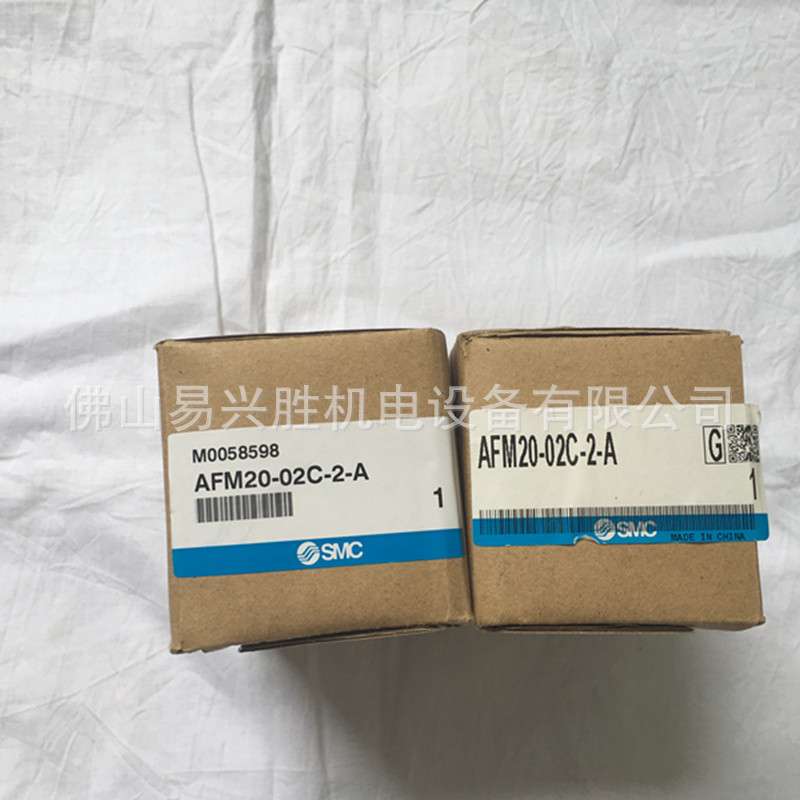 佛山易兴胜机电设备有限公司
M0058598
AFM20-02C-2-A
1
SMC
AFM20-02C-2-A
G
1
SMC
MADE IN CHINA